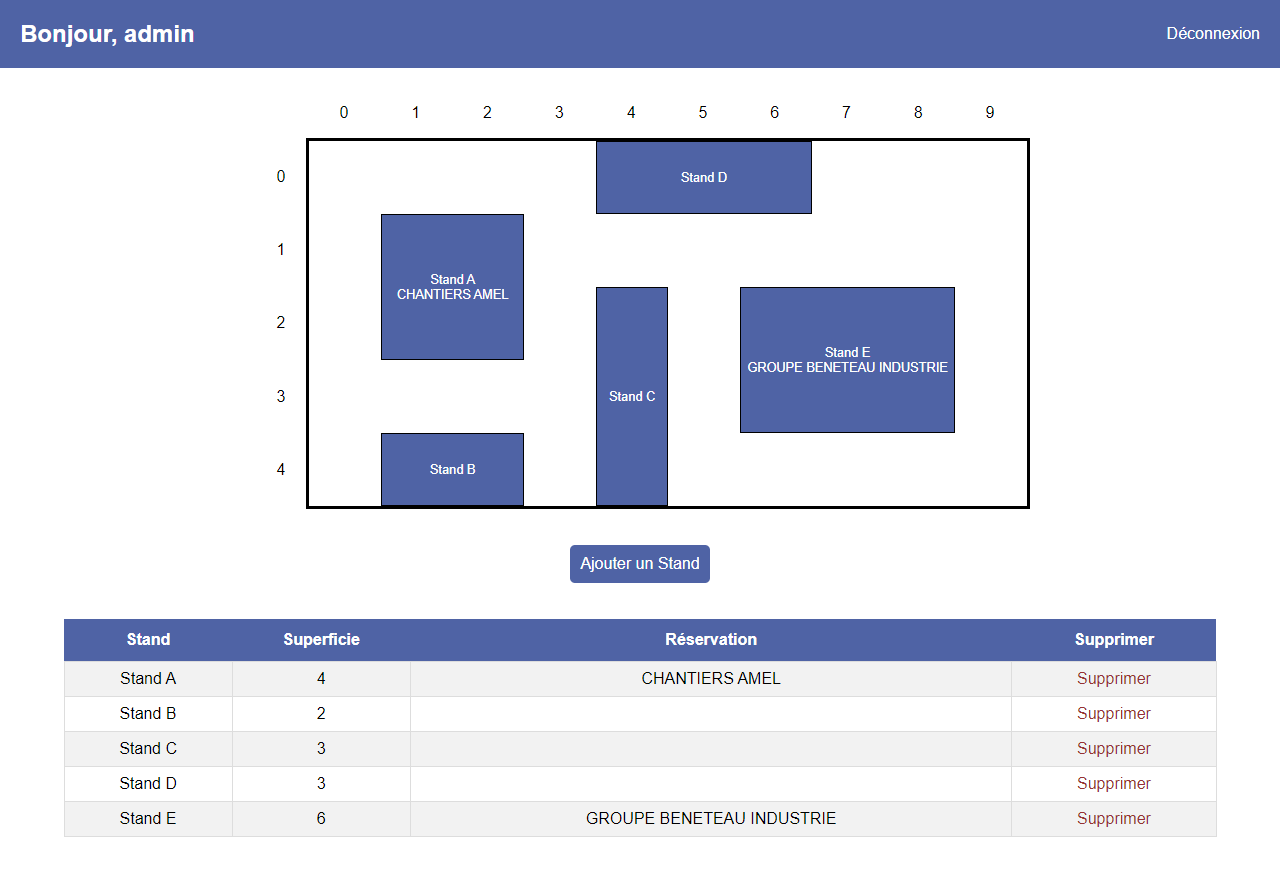 Bonjour, admin
Déconnexion
0 1 2 3 4 5 6 7 8 9
0
Stand D
1
Stand A
CHANTIERS AMEL
2
Stand E
GROUPE BENETEAU INDUSTRIE
3
Stand C
4
Stand B
Ajouter un Stand
Stand Superficie Réservation Supprimer
Stand A 4 CHANTIERS AMEL Supprimer
Stand B 2 Supprimer
Stand C 3 Supprimer
Stand D 3 Supprimer
Stand E 6 GROUPE BENETEAU INDUSTRIE Supprimer